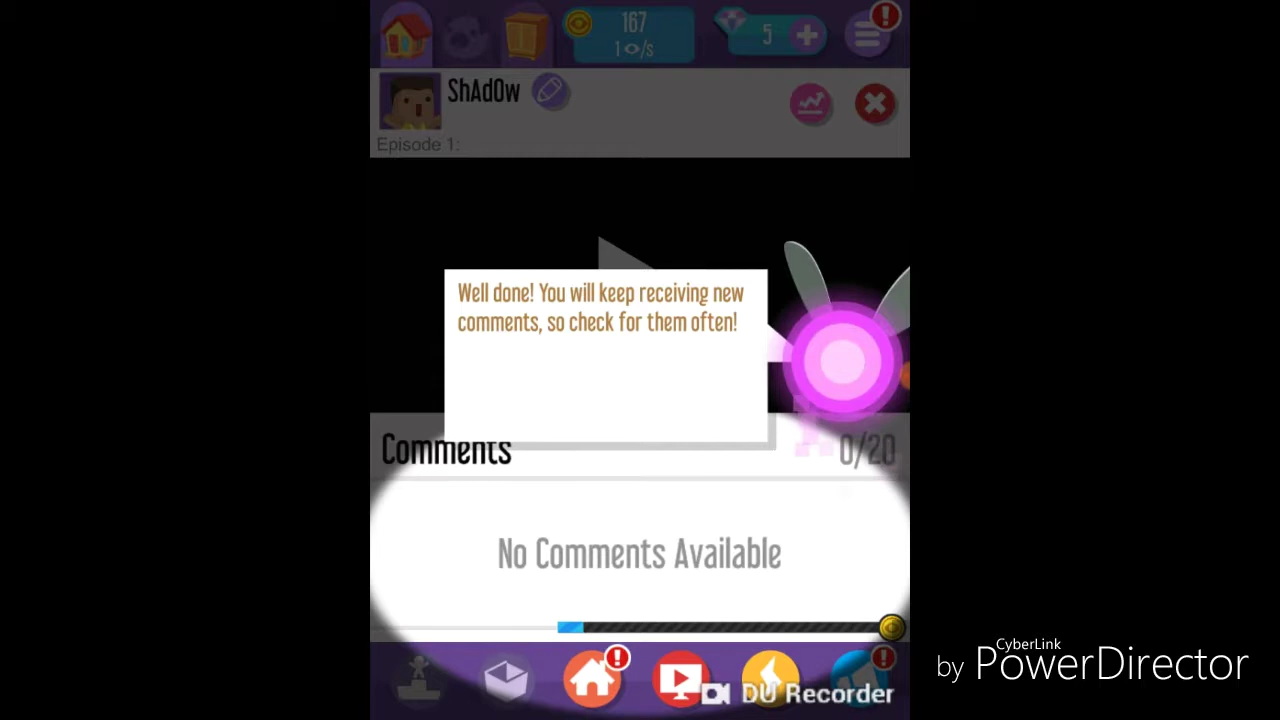 167
1 /s
5
ShAd0w
Episode 1:
Well done! You will keep receiving new
comments, so check for them often!
Comments
0/20
No Comments Available
DU Recorder
CyberLink
by PowerDirector